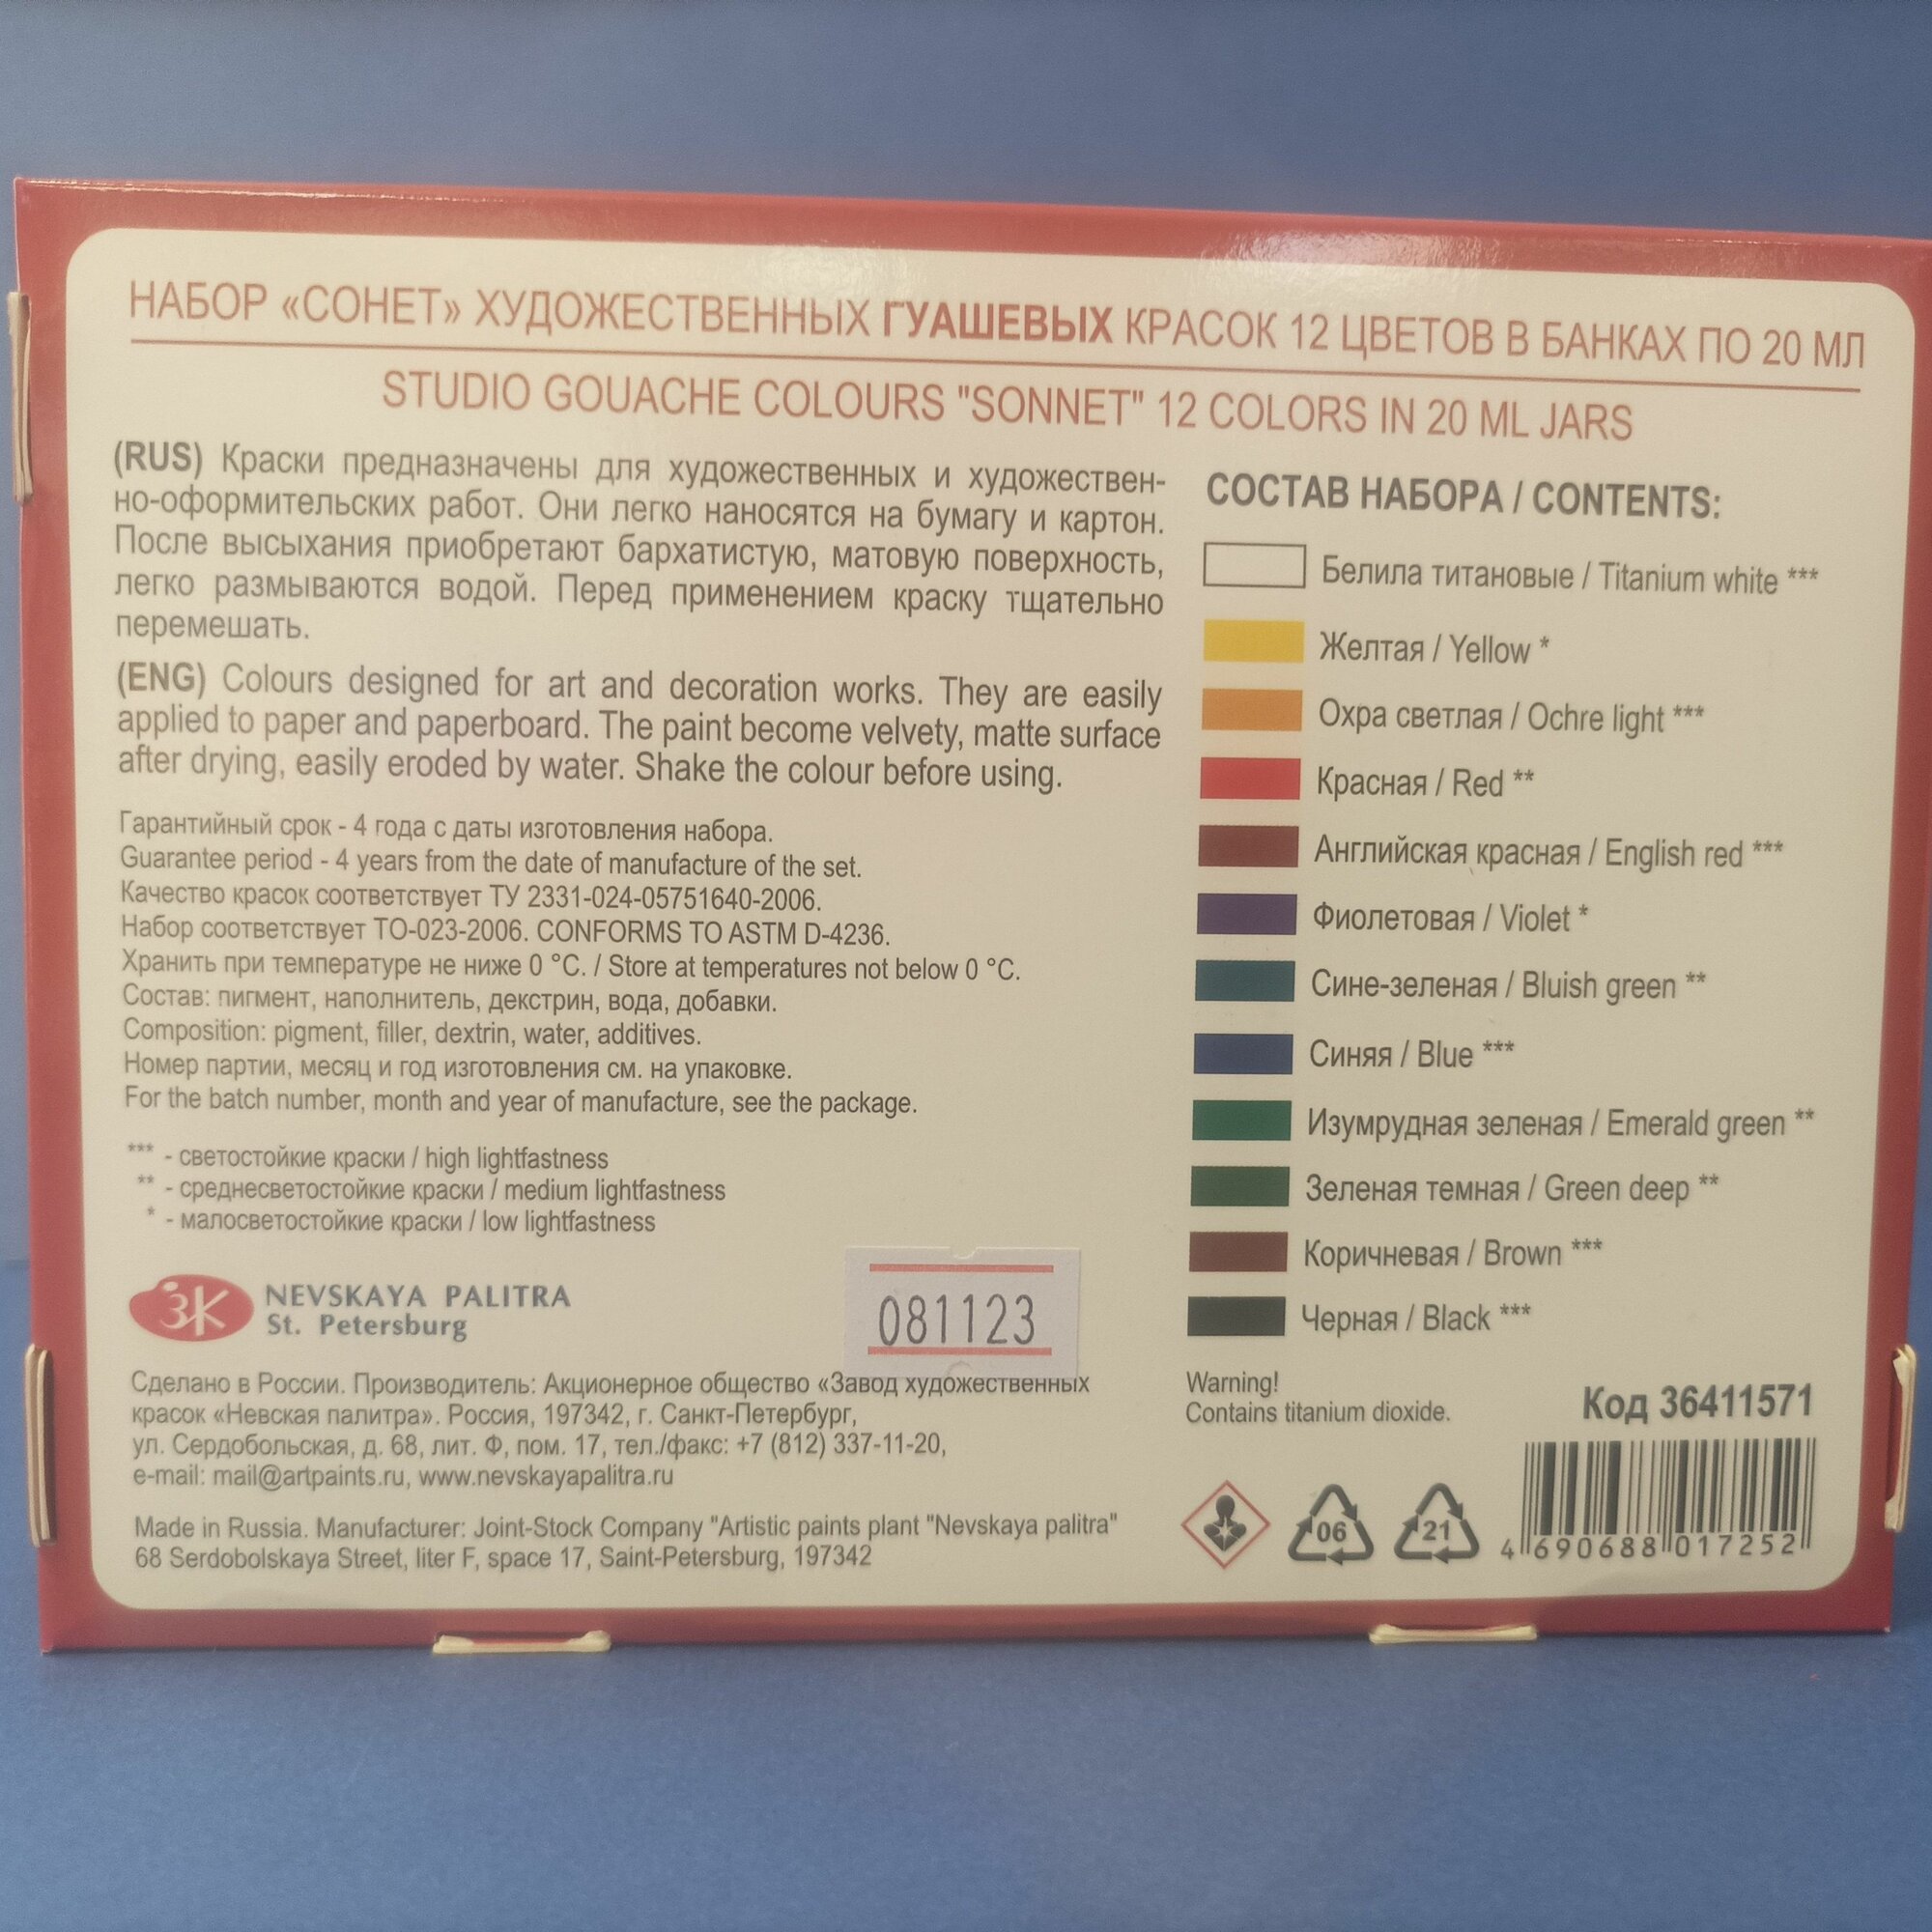 НАБОР «СОНЕТ» ХУДОЖЕСТВЕННЫХ ГУАШЕВЫХ КРАСОК 12 ЦВЕТОВ В БАНКАХ ПО 20 МЛ
STUDIO GOUACHE COLOURS "SONNET" 12 COLORS IN 20 ML JARS
(RUS) Краски предназначены для художественных и художествен-
но-оформительских работ. Они легко наносятся на бумагу и картон.
После высыхания приобретают бархатистую, матовую поверхность,
легко размываются водой. Перед применением краску тщательно
перемешать.
(ENG) Colours designed for art and decoration works. They are easily
applied to paper and paperboard. The paint become velvety, matte surface
after drying, easily eroded by water. Shake the colour before using.
Гарантийный срок - 4 года с даты изготовления набора.
Guarantee period - 4 years from the date of manufacture of the set.
Качество красок соответствует ТУ 2331-024-05751640-2006.
Набор соответствует ТО-023-2006. CONFORMS TO ASTM D-4236.
Хранить при температуре не ниже 0 °C. / Store at temperatures not below 0 °C.
Состав: пигмент, наполнитель, декстрин, вода, добавки.
Composition: pigment, filler, dextrin, water, additives.
Номер партии, месяц и год изготовления см. на упаковке.
For the batch number, month and year of manufacture, see the package.
*** - светостойкие краски / high lightfastness
** - среднесветостойкие краски / medium lightfastness
* - малосветостойкие краски / low lightfastness
3К
NEVSKAYA PALITRA
St. Petersburg
081123
Сделано в России. Производитель: Акционерное общество «Завод художественных
красок «Невская палитра». Россия, 197342, г. Санкт-Петербург,
ул. Сердобольская, д. 68, лит. Ф, пом. 17, тел./факс: +7 (812) 337-11-20,
e-mail: mail@artpaints.ru, www.nevskayapalitra.ru
Made in Russia. Manufacturer: Joint-Stock Company "Artistic paints plant "Nevskaya palitra"
68 Serdobolskaya Street, liter F, space 17, Saint-Petersburg, 197342
СОСТАВ НАБОРА / CONTENTS:
Белила титановые / Titanium white ***
Желтая / Yellow *
Охра светлая / Ochre light ***
Красная / Red **
Английская красная / English red ***
Фиолетовая / Violet *
Сине-зеленая / Bluish green **
Синяя / Blue ***
Изумрудная зеленая / Emerald green **
Зеленая темная / Green deep **
Коричневая / Brown ***
Черная / Black ***
Warning!
Contains titanium dioxide.
Код 36411571
06
21
4 690688 017252